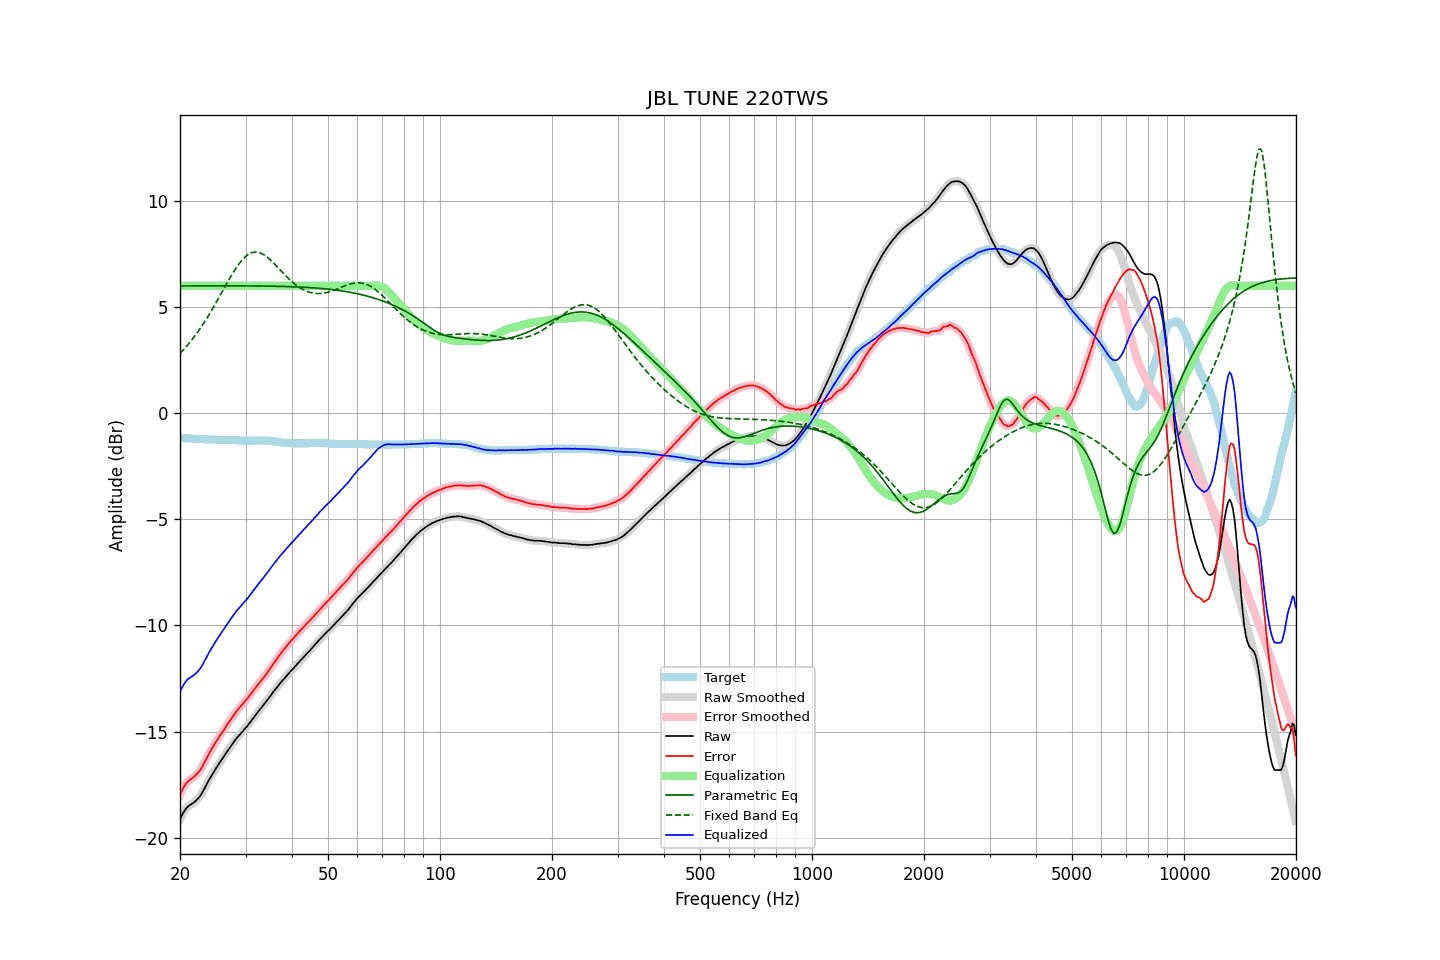 JBL TUNE 220TWS
Amplitude (dBr)
10
5
0
−5
−10
−15
−20
Target
Raw Smoothed
Error Smoothed
Raw
Error
Equalization
Parametric Eq
Fixed Band Eq
Equalized
20 50 100 200 500 1000 2000 5000 10000 20000
Frequency (Hz)